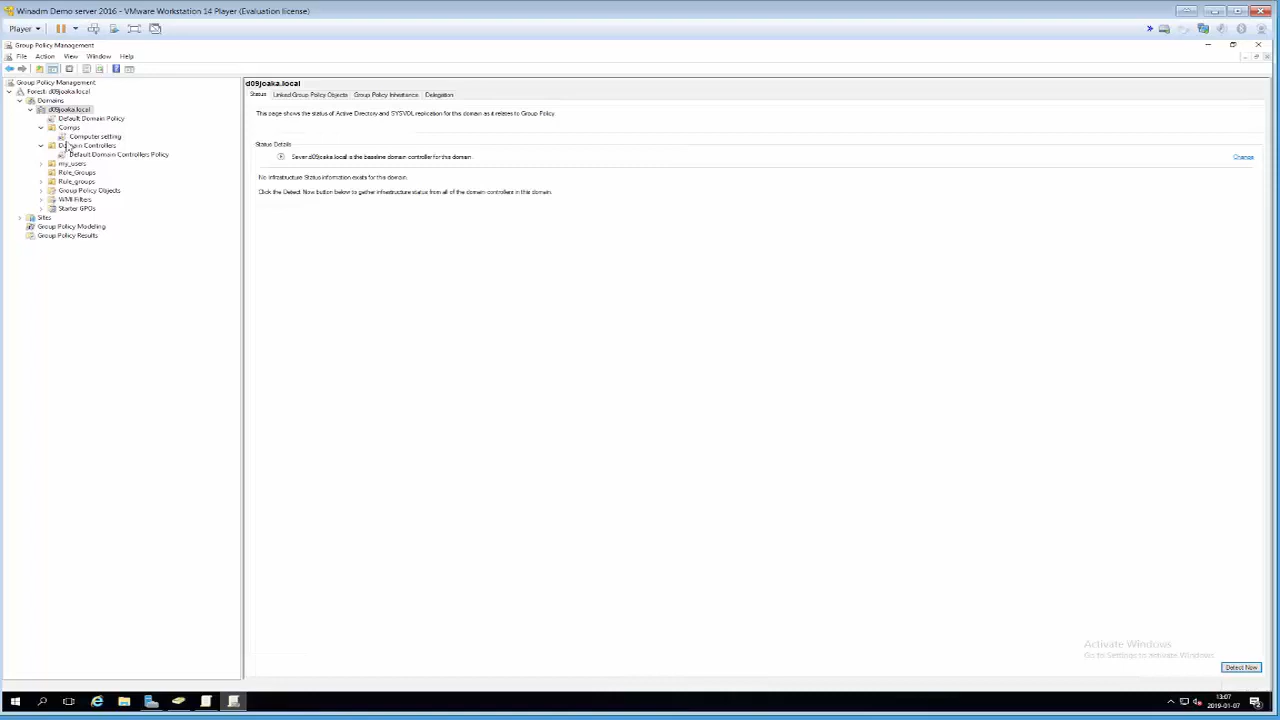 Winadm Demo server 2016 - VMware Workstation 14 Player (Evaluation license)
Player
Group Policy Management
File Action View Window Help
Group Policy Management
Forest: d09joaka.local
Domains
d09joaka.local
Default Domain Policy
Comps
Computer setting
Domain Controllers
Default Domain Controllers Policy
my_users
Role_Groups
Role_groups
Group Policy Objects
WMI Filters
Starter GPOs
Sites
Group Policy Modeling
Group Policy Results
d09joaka.local
Status Linked Group Policy Objects Group Policy Inheritance Delegation
This page shows the status of Active Directory and SYSVOL replication for this domain as it relates to Group Policy.
Status Details
Server d09joaka.local is the baseline domain controller for this domain. Change
No Infrastructure Status information exists for this domain.
Click the Detect Now button below to gather infrastructure status from all of the domain controllers in this domain.
Activate Windows
Go to Settings to activate Windows.
Detect Now
13:07
2019-01-07